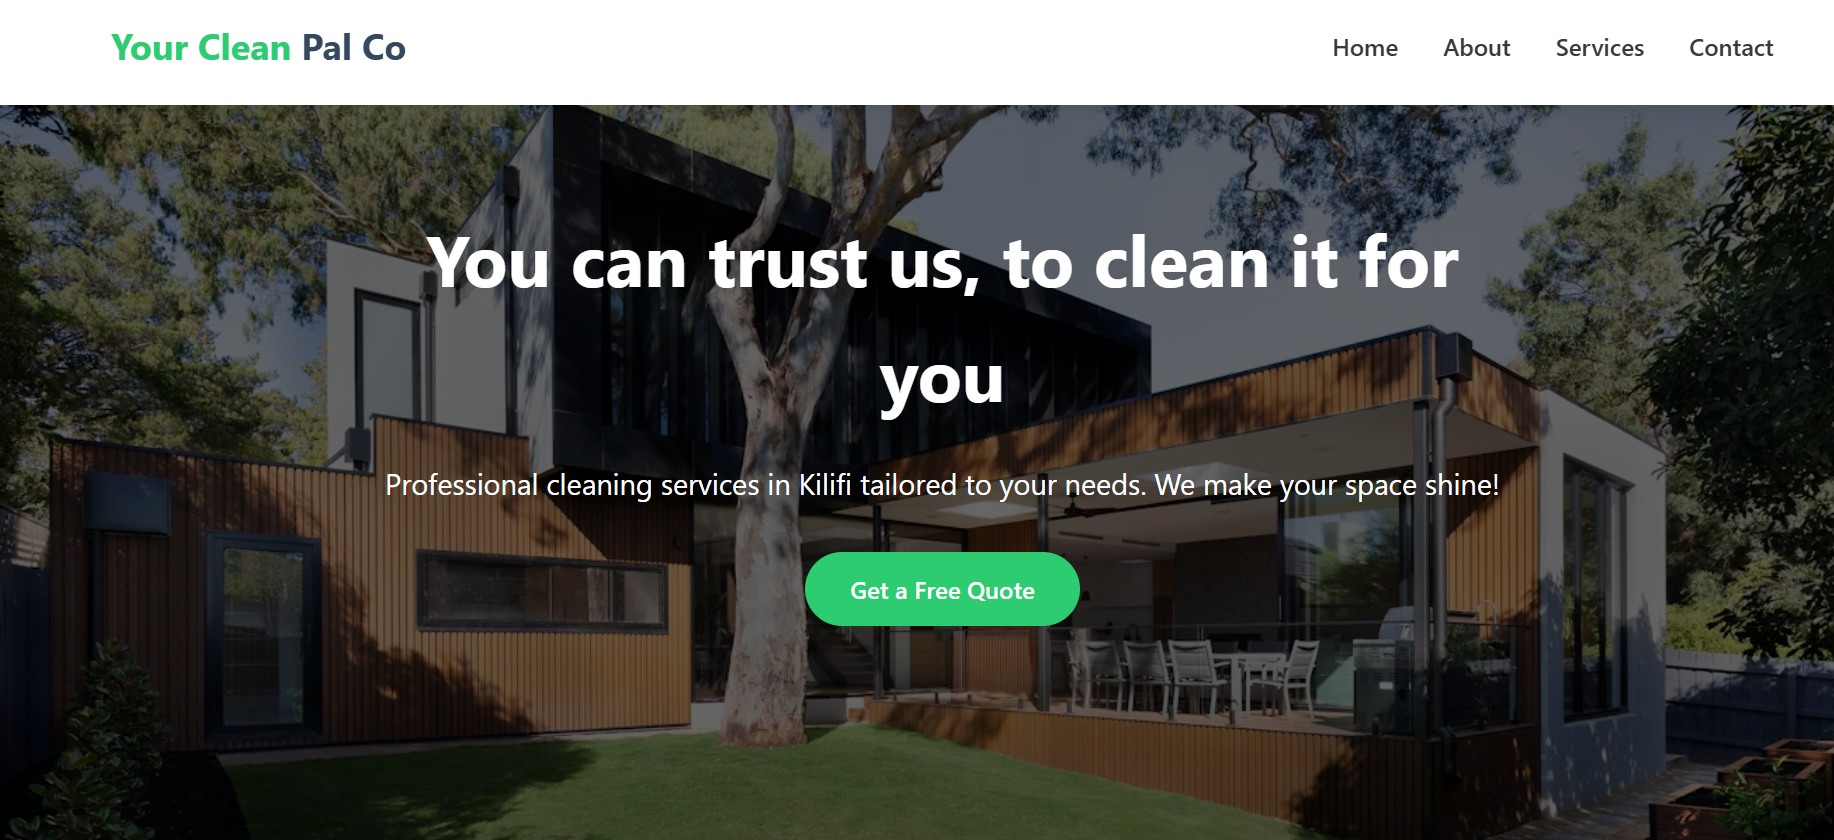 Your Clean Pal Co
Home About Services Contact
You can trust us, to clean it for
you
Professional cleaning services in Kilifi tailored to your needs. We make your space shine!
Get a Free Quote